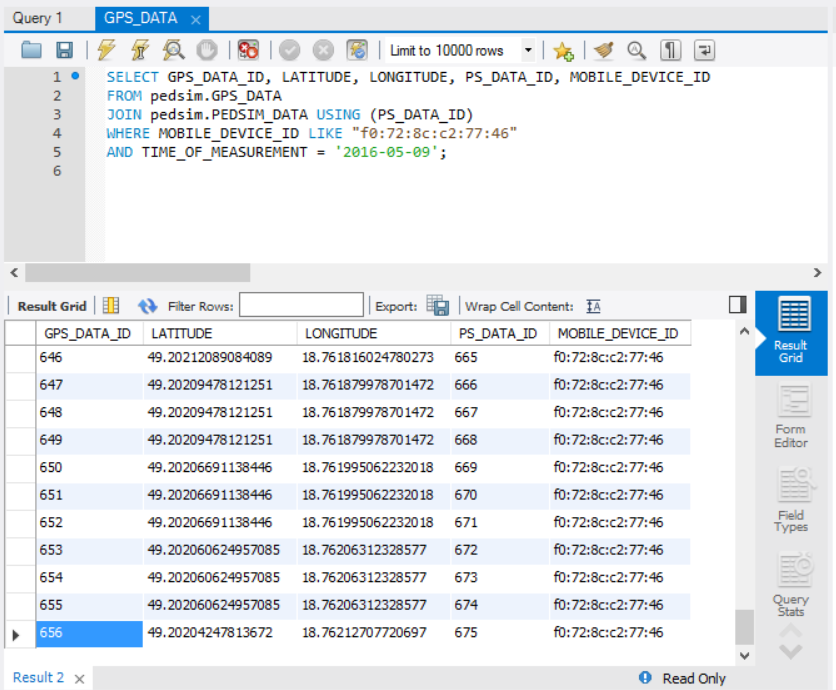 Query 1 GPS_DATA
Limit to 10000 rows
1 SELECT GPS_DATA_ID, LATITUDE, LONGITUDE, PS_DATA_ID, MOBILE_DEVICE_ID
2 FROM pedsim.GPS_DATA
3 JOIN pedsim.PEDSIM_DATA USING (PS_DATA_ID)
4 WHERE MOBILE_DEVICE_ID LIKE "f0:72:8c:c2:77:46"
5 AND TIME_OF_MEASUREMENT = '2016-05-09';
6
Result Grid Filter Rows: Export: Wrap Cell Content: IA
GPS_DATA_ID LATITUDE LONGITUDE PS_DATA_ID MOBILE_DEVICE_ID
646 49.20212089084089 18.761816024780273 665 f0:72:8c:c2:77:46
647 49.20209478121251 18.761879978701472 666 f0:72:8c:c2:77:46
648 49.20209478121251 18.761879978701472 667 f0:72:8c:c2:77:46
649 49.20209478121251 18.761879978701472 668 f0:72:8c:c2:77:46
650 49.20206691138446 18.761995062232018 669 f0:72:8c:c2:77:46
651 49.20206691138446 18.761995062232018 670 f0:72:8c:c2:77:46
652 49.20206691138446 18.761995062232018 671 f0:72:8c:c2:77:46
653 49.202060624957085 18.76206312328577 672 f0:72:8c:c2:77:46
654 49.202060624957085 18.76206312328577 673 f0:72:8c:c2:77:46
655 49.202060624957085 18.76206312328577 674 f0:72:8c:c2:77:46
656 49.20204247813672 18.76212707720697 675 f0:72:8c:c2:77:46
Result
Grid
Form
Editor
Field
Types
Query
Stats
Result 2 Read Only